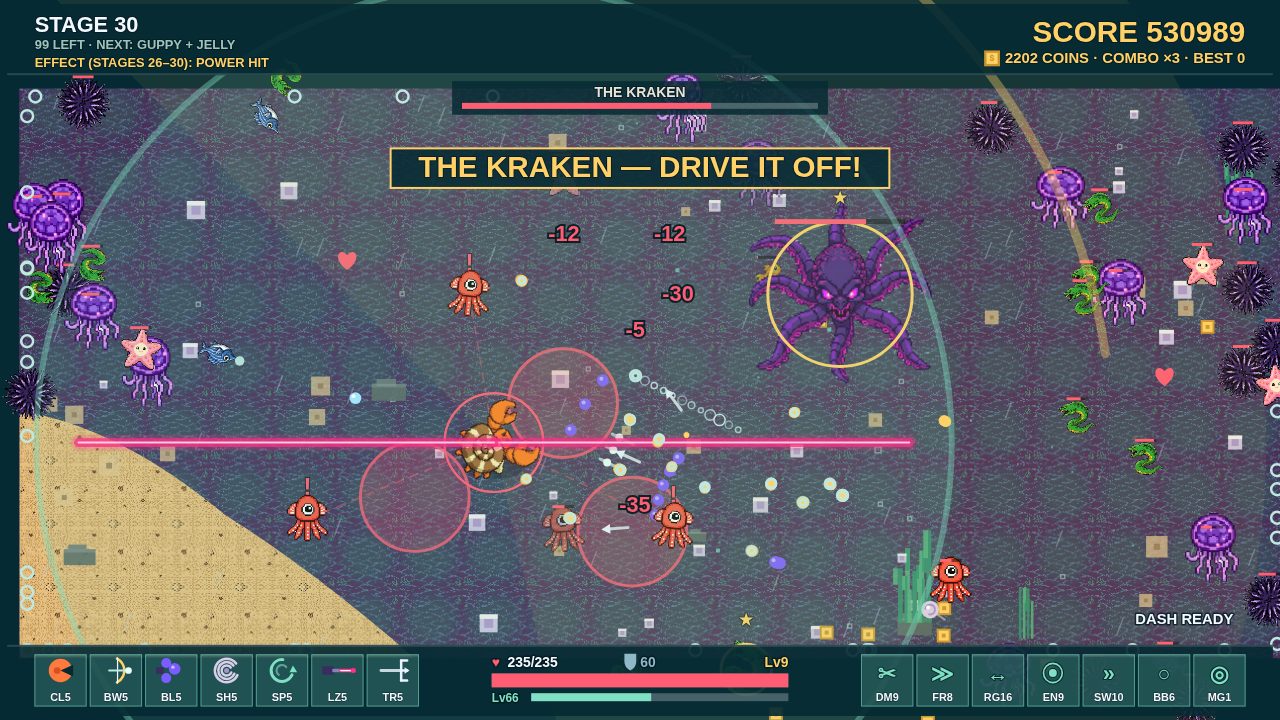 STAGE 30
99 LEFT · NEXT: GUPPY + JELLY
EFFECT (STAGES 26–30): POWER HIT
SCORE 530989
2202 COINS · COMBO ×3 · BEST 0
THE KRAKEN
THE KRAKEN — DRIVE IT OFF!
-12
-12
-30
-5
-35
DASH READY
CL5
BW5
BL5
SH5
SP5
LZ5
TR5
♥ 235/235
60
Lv9
Lv66
DM9
FR8
RG16
EN9
SW10
BB6
MG1